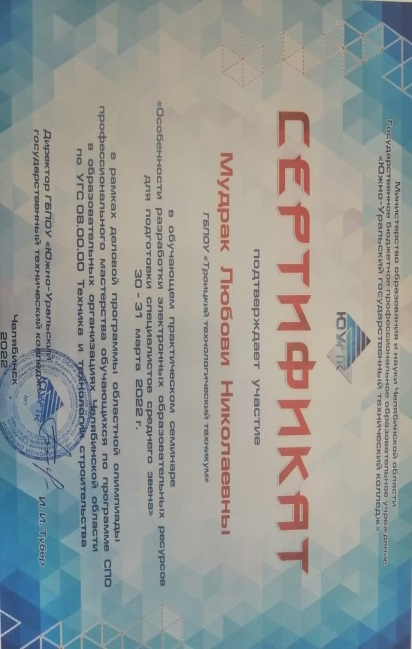 Министерство образования и науки Челябинской области
Государственное бюджетное профессиональное образовательное учреждение
«Южно-Уральский государственный технический колледж»
ЮУГТК
СЕРТИФИКАТ
подтверждает участие
Мудрак Любови Николаевны
ГБПОУ «Троицкий технологический техникум»
в обучающем практическом семинаре
«Особенности разработки электронных образовательных ресурсов
для подготовки специалистов среднего звена»
30 - 31 марта 2022 г.
в рамках деловой программы областной олимпиады
профессионального мастерства обучающихся по программе СПО
в образовательных организациях Челябинской области
по УГС 08.00.00 Техника и технологии строительства
Директор ГБПОУ «Южно-Уральский
государственный технический колледж»
И.И. Тубер
Челябинск
2022